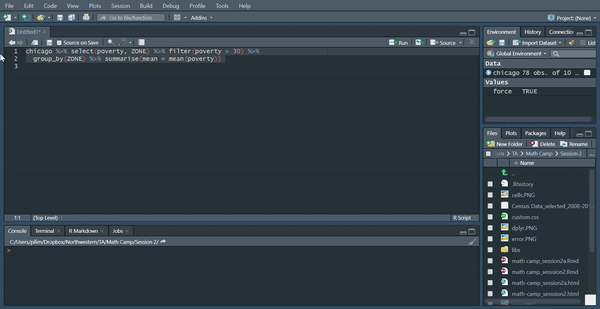 File Edit Code View Plots Session Build Debug Profile Tools Help
Go to file/function
Addins
Project: (None)
Untitled1*
Source on Save
Run
Source
1 chicago %>% select(poverty, ZONE) %>% filter(poverty > 30) %>%
2 group_by(ZONE) %>% summarise(mean = mean(poverty))
3
1:1 (Top Level) R Script
Console Terminal R Markdown Jobs
C:/Users/pilim/Dropbox/Northwestern/TA/Math Camp/Session 2/
>
Environment History Connectio
Import Dataset List
Global Environment
Data
chicago 78 obs. of 10 …
Values
force TRUE
Files Plots Packages Help
New Folder Delete Rename
TA Math Camp Session 2
Name
..
.Rhistory
cells.PNG
Census Data_selected_2008-20
custom.css
dplyr.PNG
error.PNG
libs
math camp_sesssion2a.Rmd
math camp_session2.Rmd
math-camp_sesssion2a.html
math-camp_session2.html